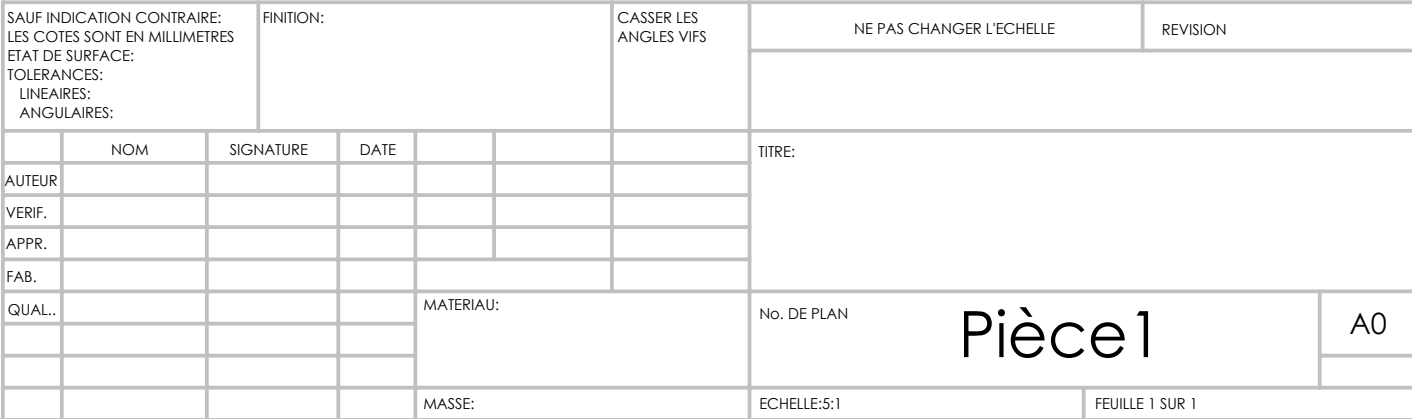 SAUF INDICATION CONTRAIRE:
LES COTES SONT EN MILLIMETRES
ETAT DE SURFACE:
TOLERANCES:
LINEAIRES:
ANGULAIRES:
FINITION:
CASSER LES
ANGLES VIFS
NE PAS CHANGER L'ECHELLE
REVISION
NOM
SIGNATURE
DATE
AUTEUR
VERIF.
APPR.
FAB.
QUAL..
TITRE:
MATERIAU:
No. DE PLAN
Pièce1
A0
MASSE:
ECHELLE:5:1
FEUILLE 1 SUR 1